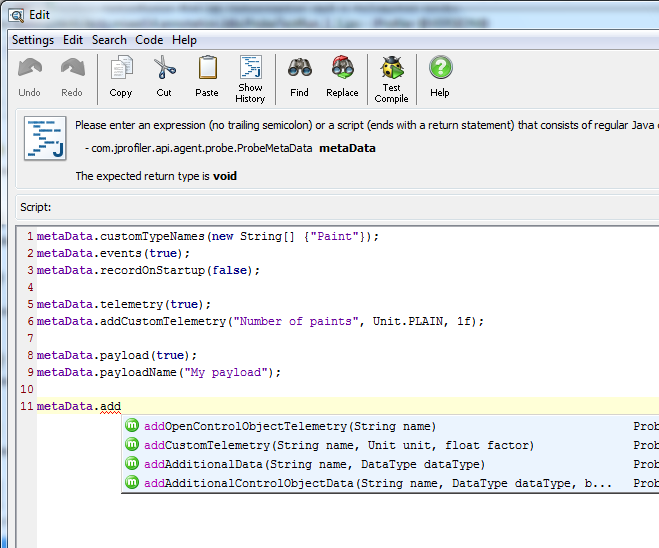 Edit
Settings Edit Search Code Help
Undo Redo Copy Cut Paste Show History Find Replace Test Compile Help
Please enter an expression (no trailing semicolon) or a script (ends with a return statement) that consists of regular Java
- com.jprofiler.api.agent.probe.ProbeMetaData metaData
The expected return type is void
Script:
1 metaData.customTypeNames(new String[] {"Paint"});
2 metaData.events(true);
3 metaData.recordOnStartup(false);
4
5 metaData.telemetry(true);
6 metaData.addCustomTelemetry("Number of paints", Unit.PLAIN, 1f);
7
8 metaData.payload(true);
9 metaData.payloadName("My payload");
10
11 metaData.add
m addOpenControlObjectTelemetry(String name) Prob
m addCustomTelemetry(String name, Unit unit, float factor) Prob
m addAdditionalData(String name, DataType dataType) Prob
m addAdditionalControlObjectData(String name, DataType dataType, b... Prob